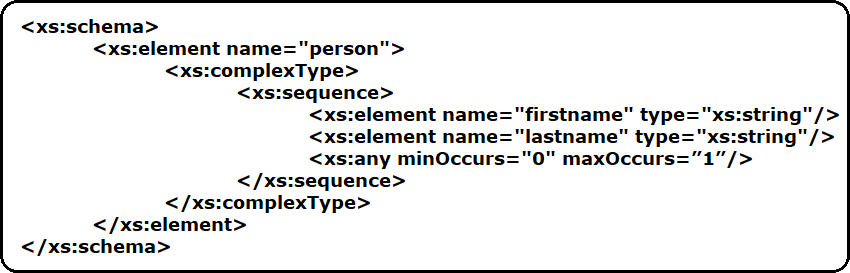 <xs:schema>
<xs:element name="person">
<xs:complexType>
<xs:sequence>
<xs:element name="firstname" type="xs:string"/>
<xs:element name="lastname" type="xs:string"/>
<xs:any minOccurs="0" maxOccurs=”1”/>
</xs:sequence>
</xs:complexType>
</xs:element>
</xs:schema>